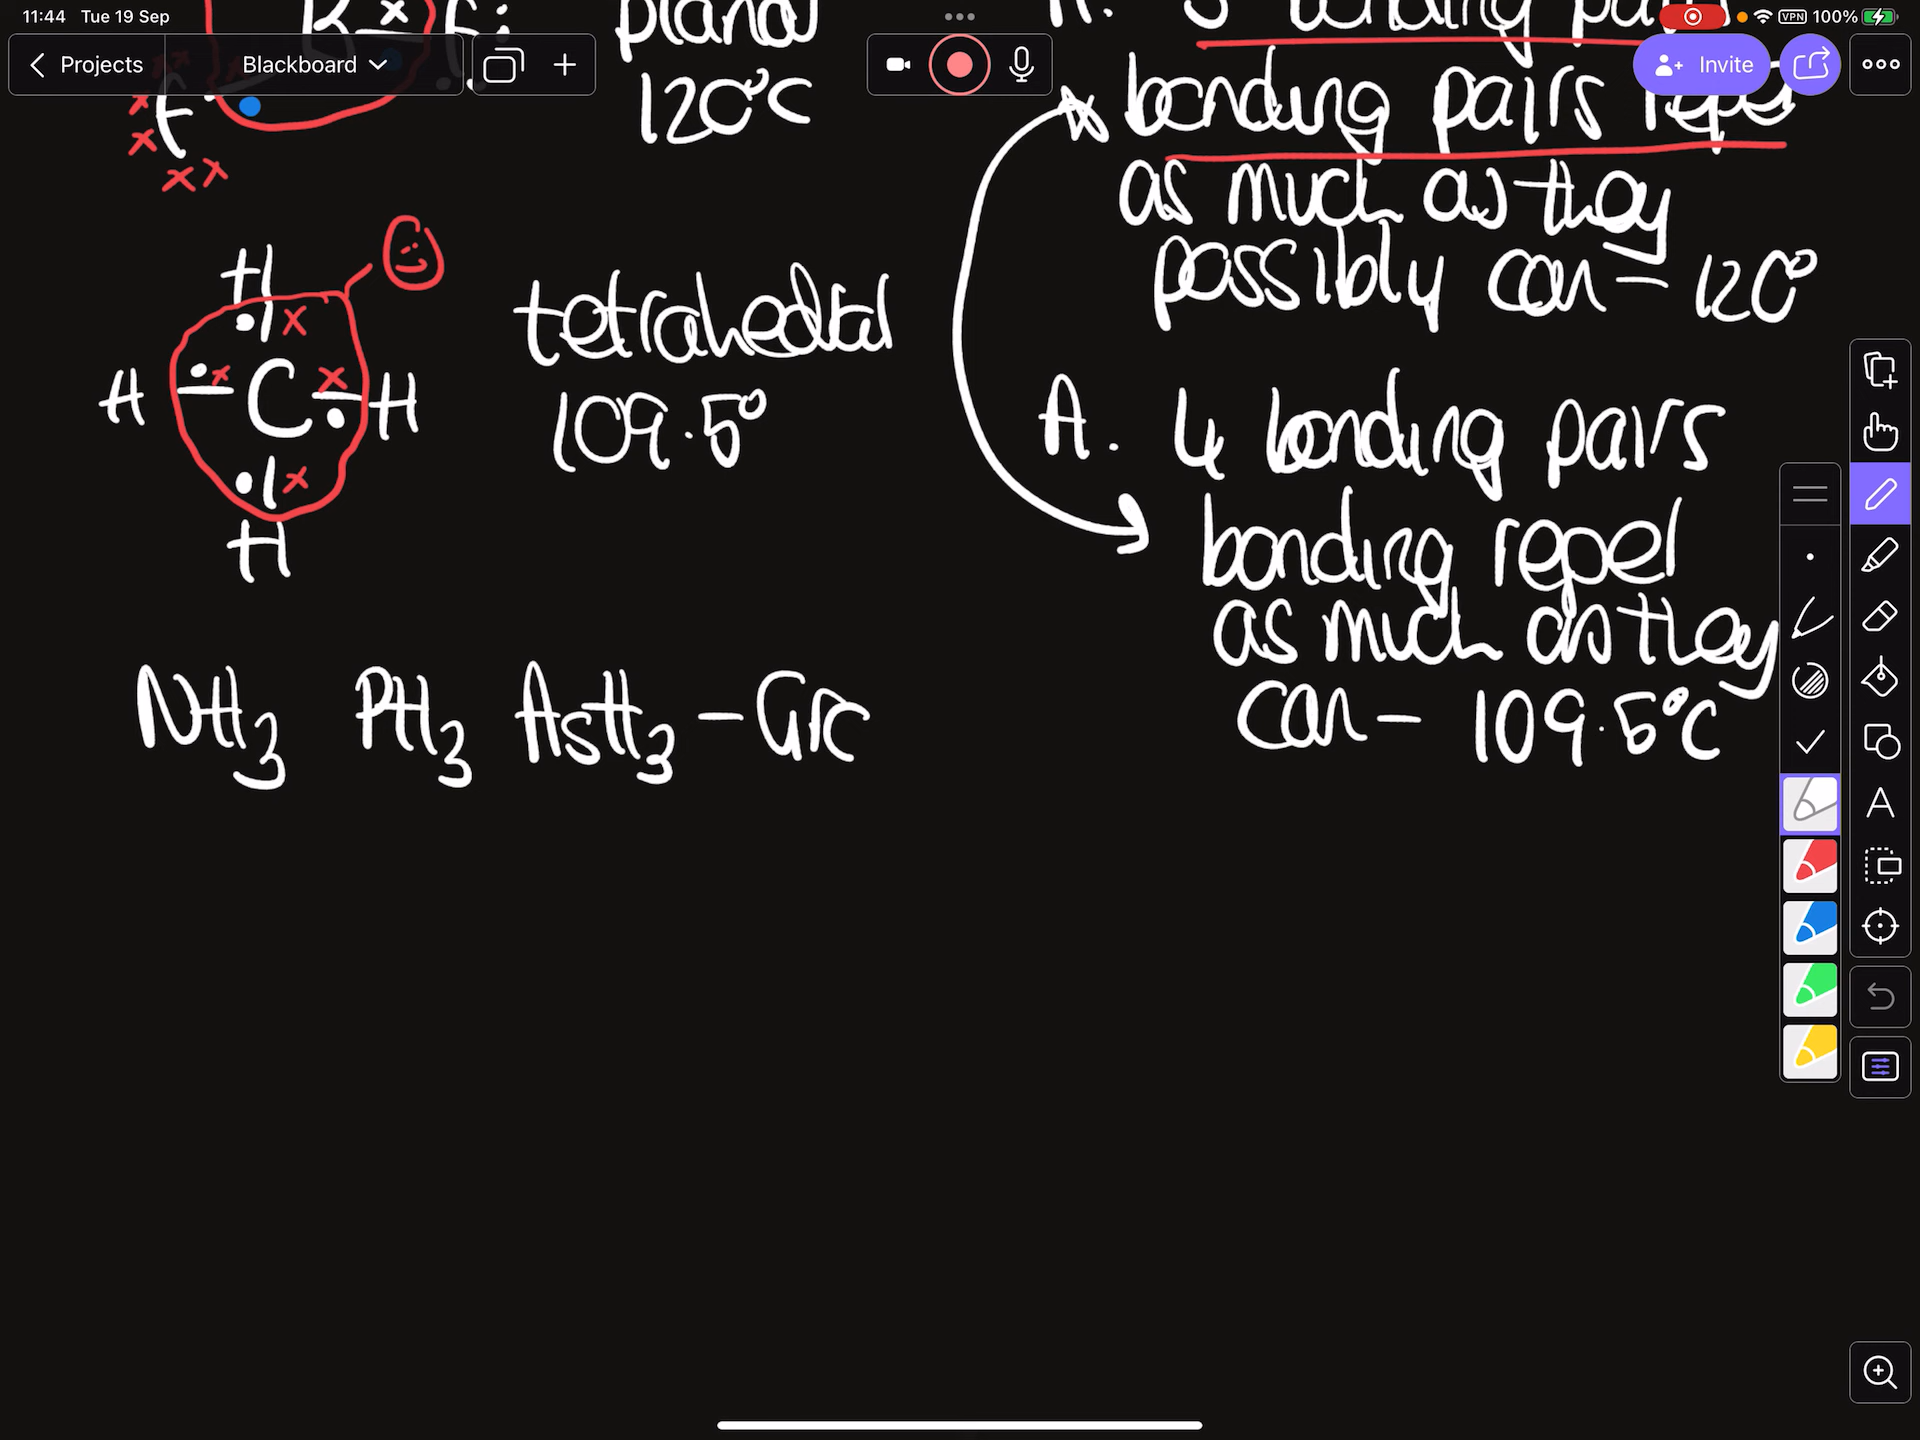 11:44 Tue 19 Sep
100%
VPN
Projects
Blackboard
Invite
planar
120°C
bonding pairs repel
as much as they
possibly can - 120°
H
x C x
H
H
H
tetrahedral
109.5°
A. 4 bonding pairs
bonding repel
as much as they
can - 109.5°C
NH3 PH3 AsH3 -
A